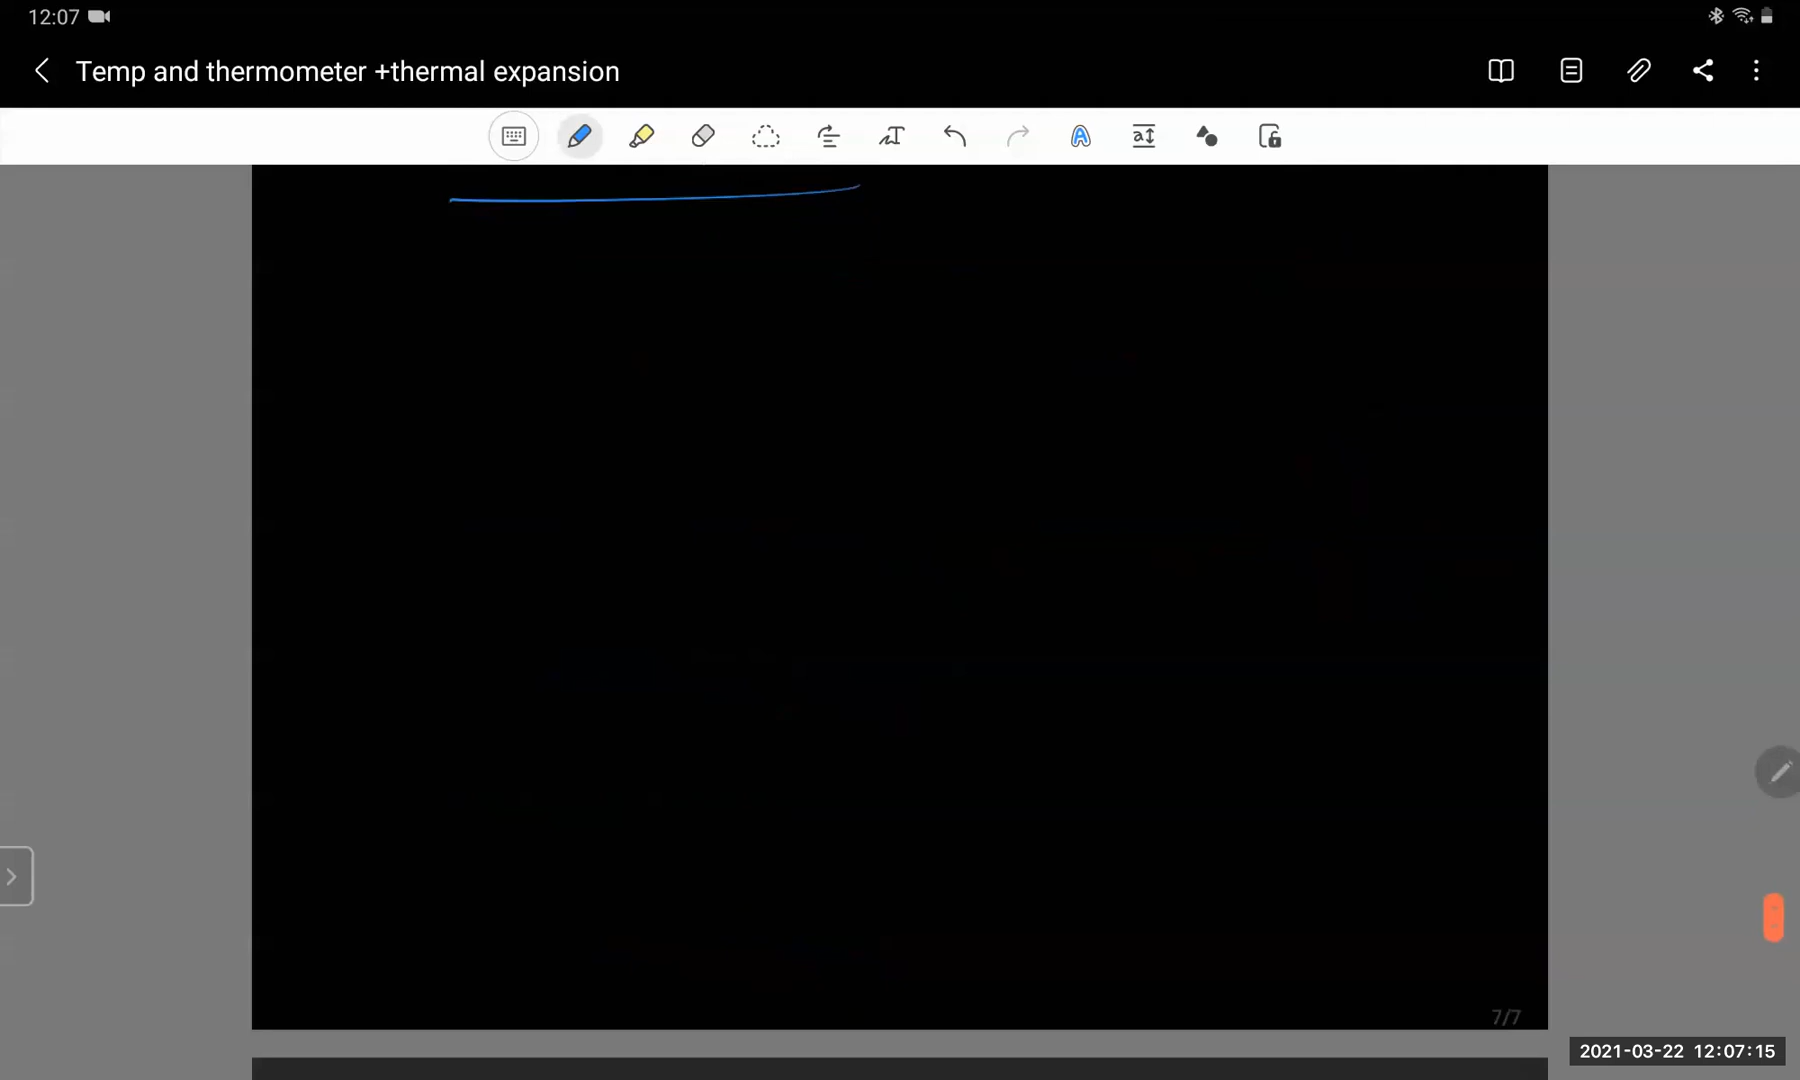 12:07
Temp and thermometer +thermal expansion
7/7
2021-03-22 12:07:15